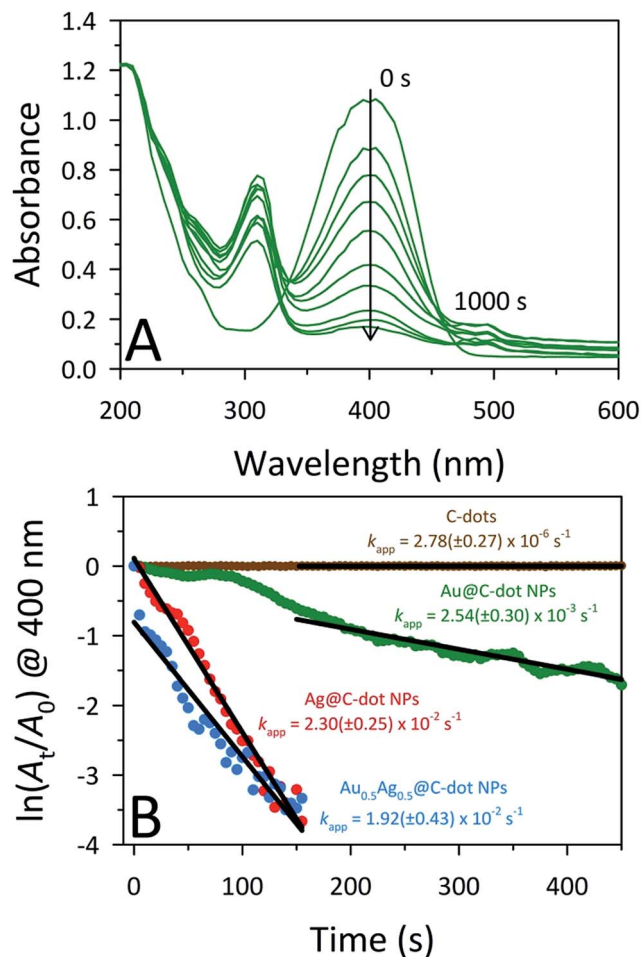 1.4
1.2
1.0
0.8
0.6
0.4
0.2
0.0
Absorbance
0 s
1000 s
A
200 300 400 500 600
Wavelength (nm)
1
0
-1
-2
-3
-4
ln(Aₜ/A₀) @ 400 nm
C-dots
kₐₚₚ = 2.78(±0.27) x 10⁻⁶ s⁻¹
Au@C-dot NPs
kₐₚₚ = 2.54(±0.30) x 10⁻³ s⁻¹
Ag@C-dot NPs
kₐₚₚ = 2.30(±0.25) x 10⁻² s⁻¹
Au₀.₅Ag₀.₅@C-dot NPs
kₐₚₚ = 1.92(±0.43) x 10⁻² s⁻¹
B
0 100 200 300 400
Time (s)